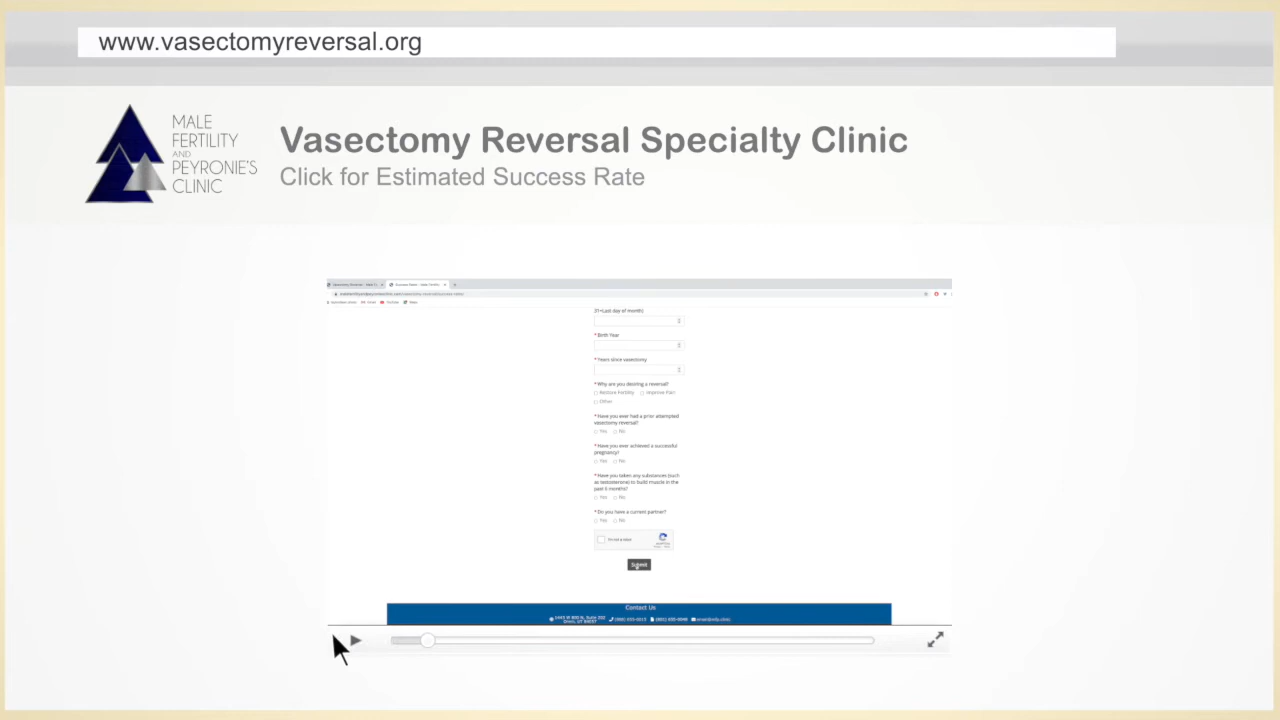 www.vasectomyreversal.org
MALE
FERTILITY
AND
PEYRONIE'S
CLINIC
Vasectomy Reversal Specialty Clinic
Click for Estimated Success Rate
31=Last day of month)
* Birth Year
* Years since vasectomy
* Why are you desiring a reversal?
Restore Fertility Improve Pain
Other
* Have you ever had a prior attempted
vasectomy reversal?
Yes No
* Have you ever achieved a successful
pregnancy?
Yes No
* Have you taken any substances (such
as testosterone) to build muscle in the
past 6 months?
Yes No
* Do you have a current partner?
Yes No
I'm not a robot
Submit
Contact Us